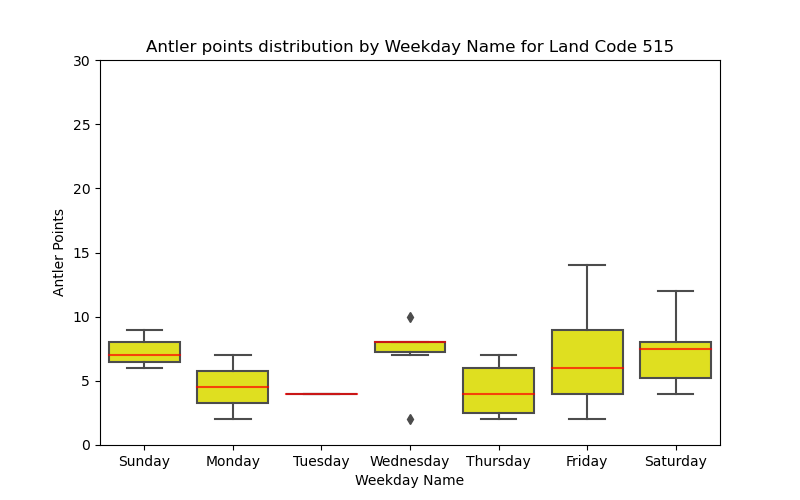 Antler points distribution by Weekday Name for Land Code 515
30
25
20
15
10
5
0
Antler Points
Sunday Monday Tuesday Wednesday Thursday Friday Saturday
Weekday Name